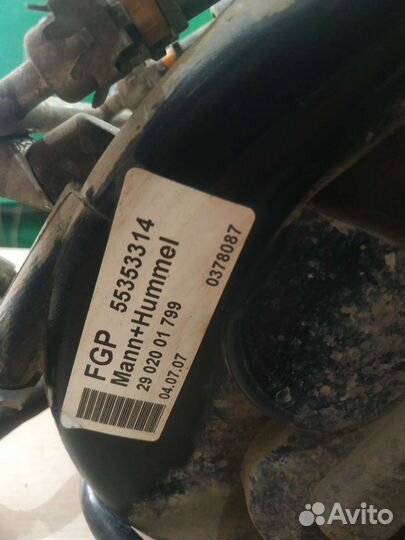 FGP 55353314
Mann+Hummel
29 020 01 799
04.07.07
0378087
Avito